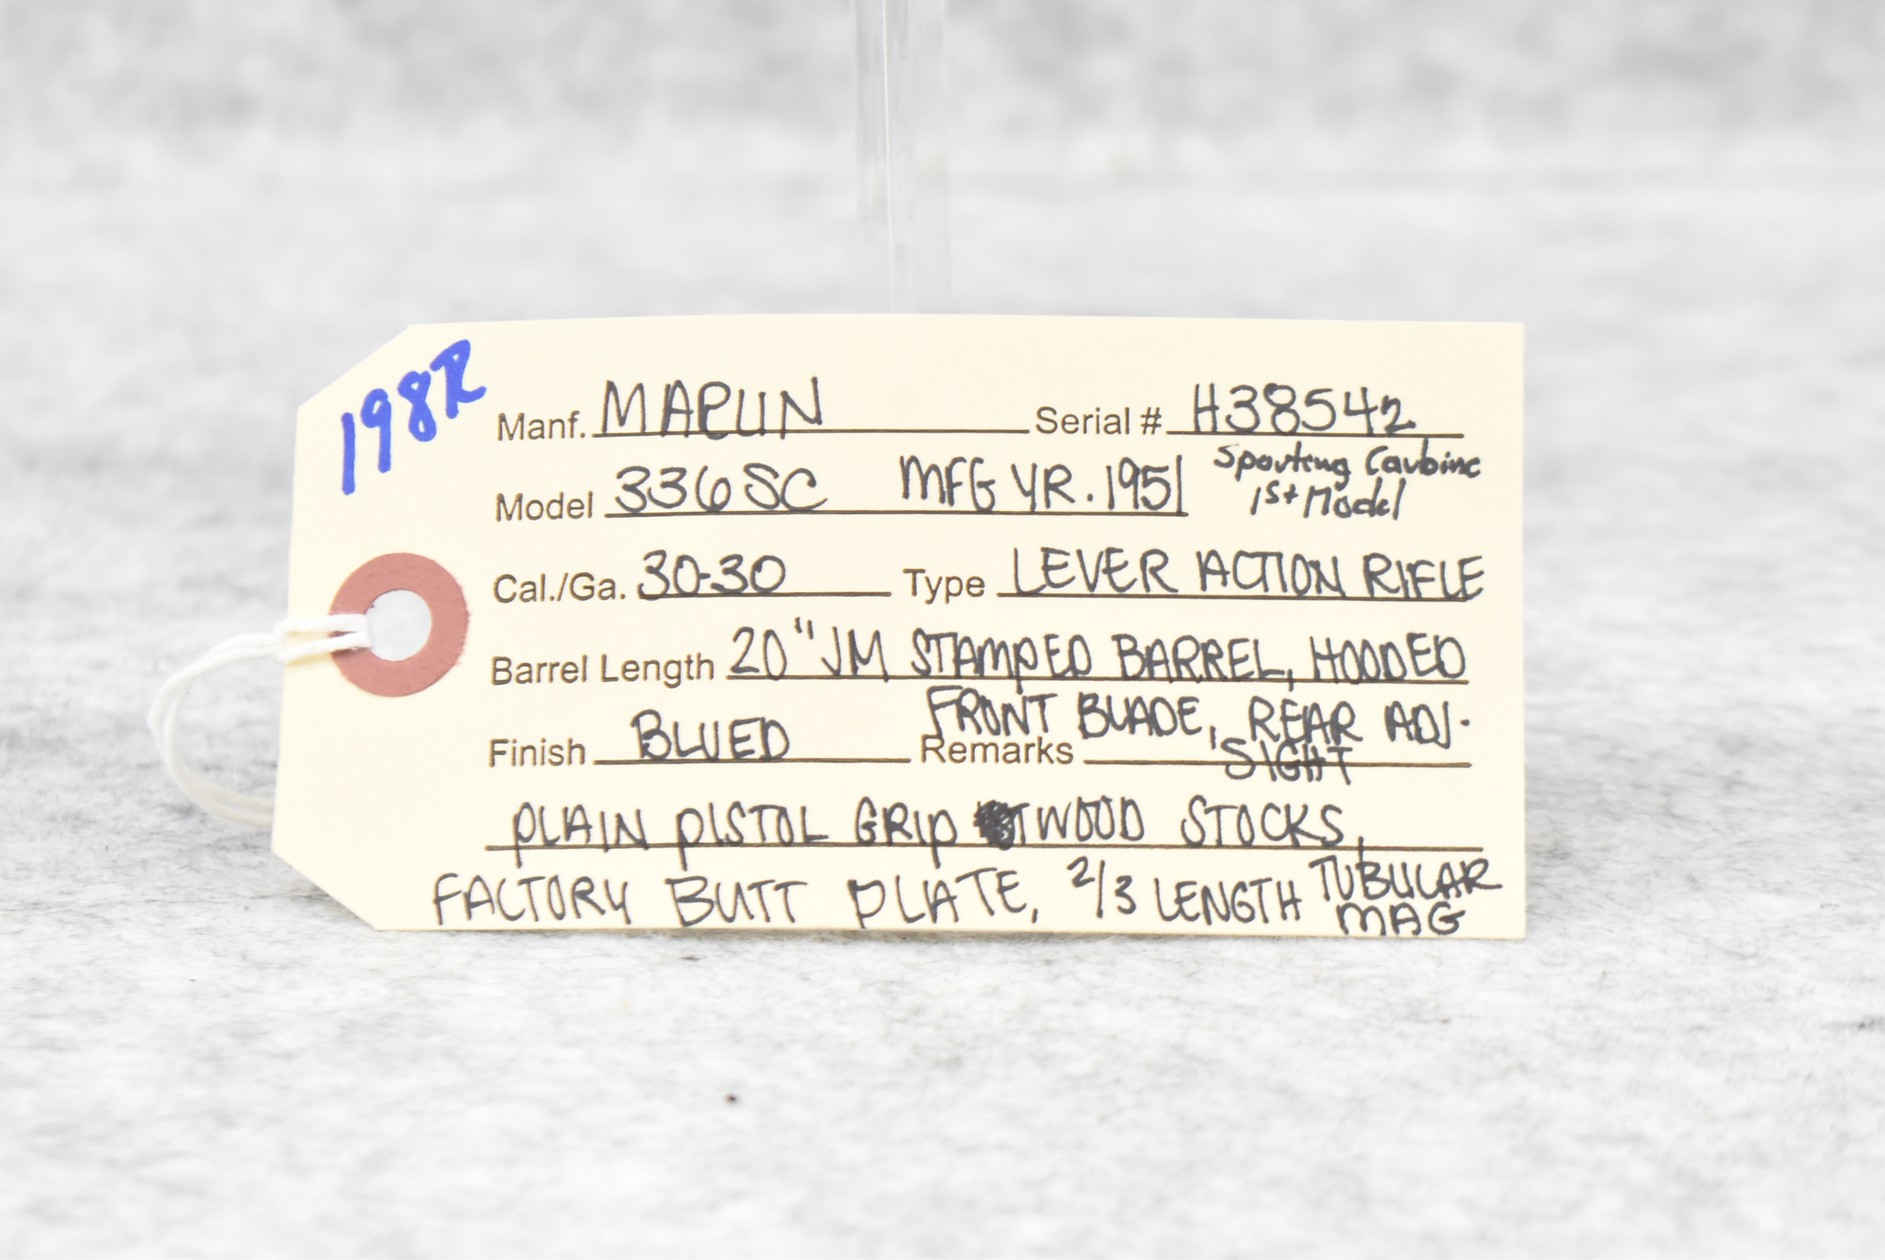 198R
Manf. MARLIN Serial # H38542
Model 336SC MFG YR. 1951 Sporting Carbine
1st Model
Cal./Ga. 30-30 Type LEVER ACTION RIFLE
Barrel Length 20" JM STAMPED BARREL, HOODED
FRONT BLADE, REAR ADJ.
Finish BLUED Remarks SIGHT
PLAIN PISTOL GRIP WOOD STOCKS,
FACTORY BUTT PLATE, 2/3 LENGTH TUBULAR
MAG